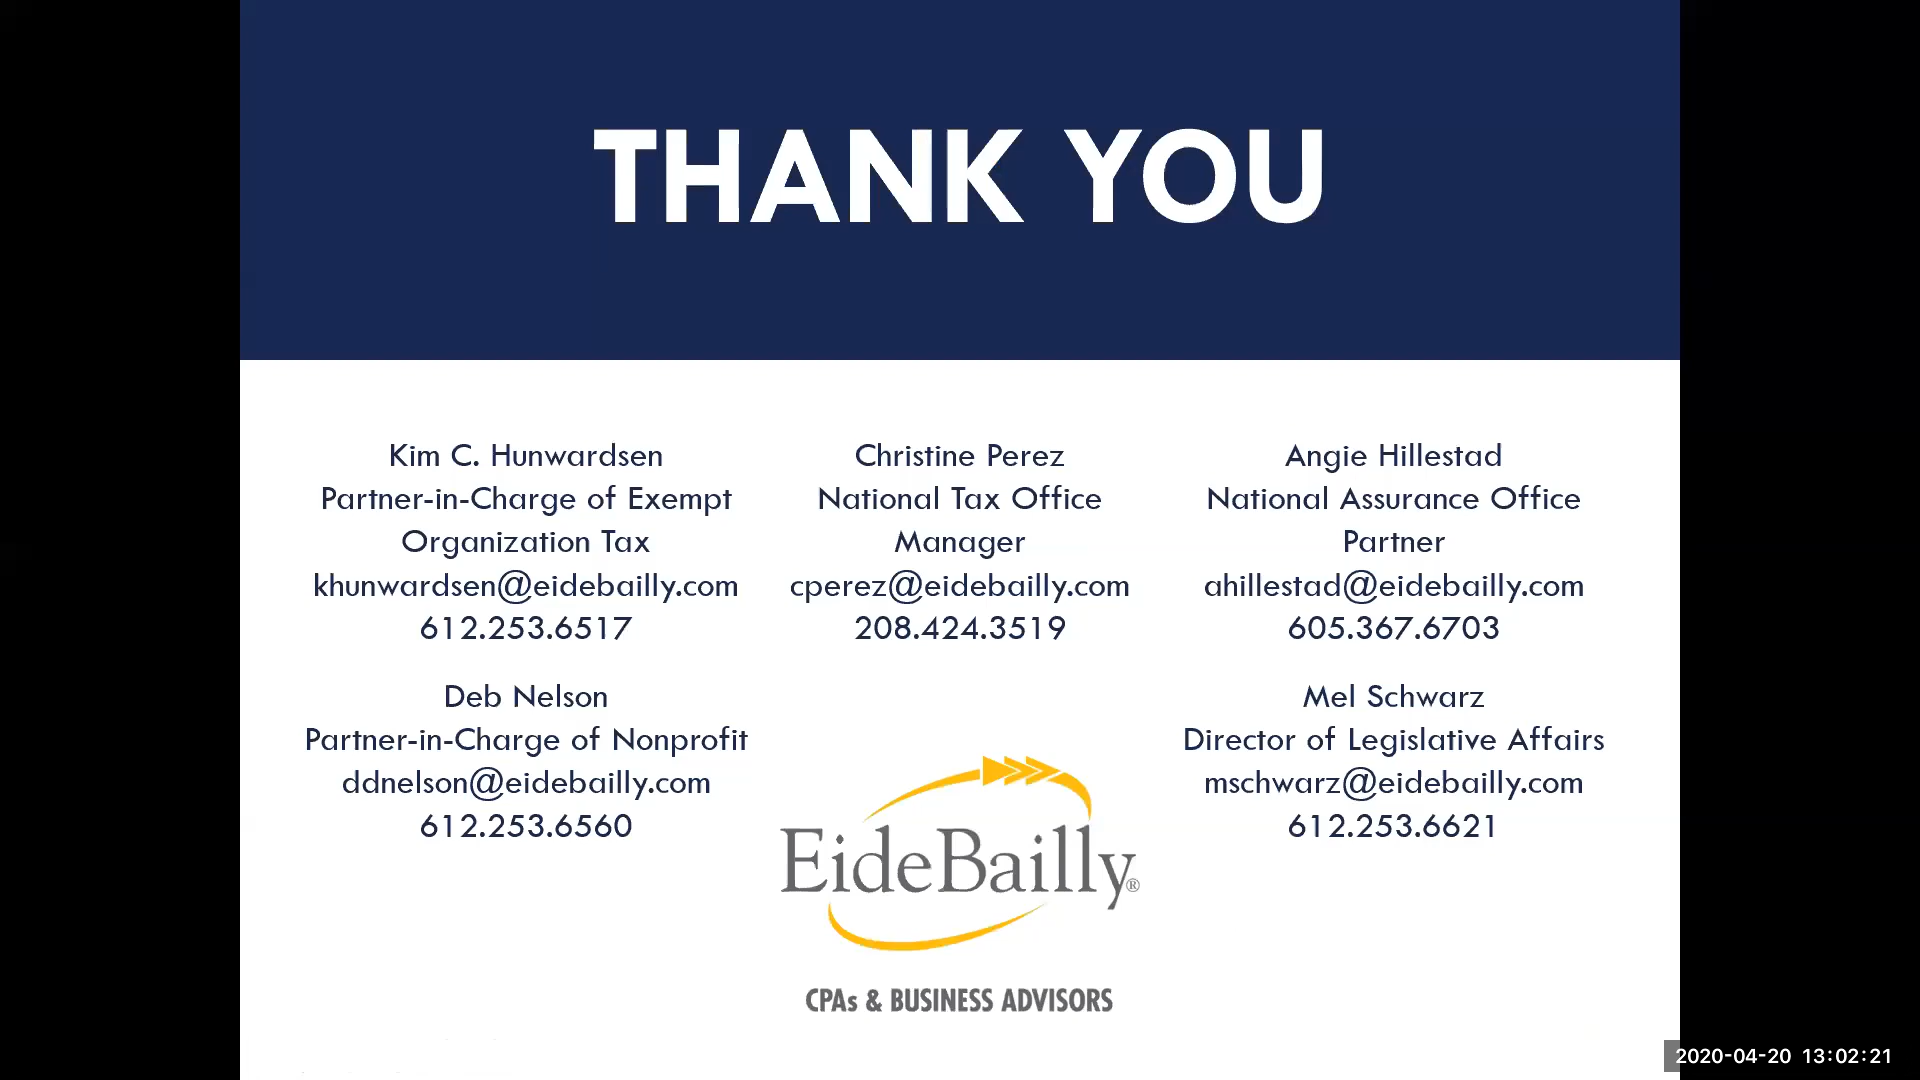 THANK YOU
Kim C. Hunwardsen
Partner-in-Charge of Exempt
Organization Tax
khunwardsen@eidebailly.com
612.253.6517
Christine Perez
National Tax Office
Manager
cperez@eidebailly.com
208.424.3519
Angie Hillestad
National Assurance Office
Partner
ahillestad@eidebailly.com
605.367.6703
Deb Nelson
Partner-in-Charge of Nonprofit
ddnelson@eidebailly.com
612.253.6560
Mel Schwarz
Director of Legislative Affairs
mschwarz@eidebailly.com
612.253.6621
EideBailly®
CPAs & BUSINESS ADVISORS
2020-04-20 13:02:21